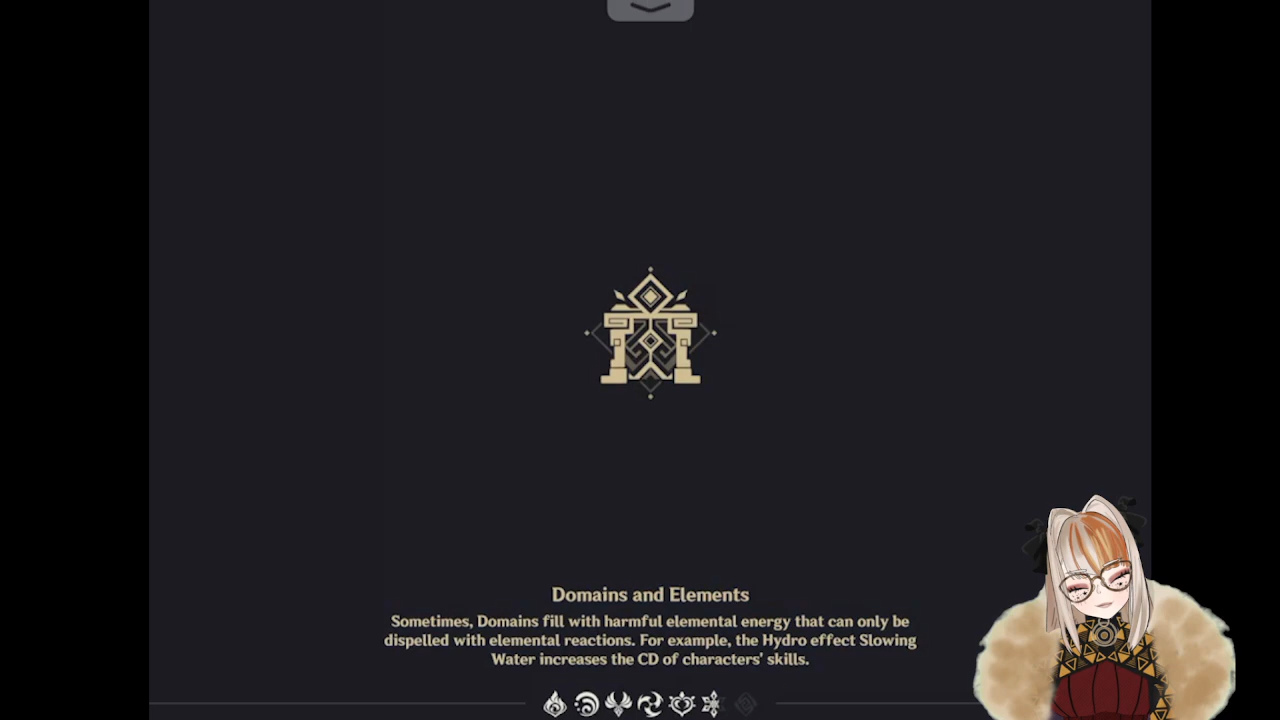 Domains and Elements
Sometimes, Domains fill with harmful elemental energy that can only be
dispelled with elemental reactions. For example, the Hydro effect Slowing
Water increases the CD of characters' skills.